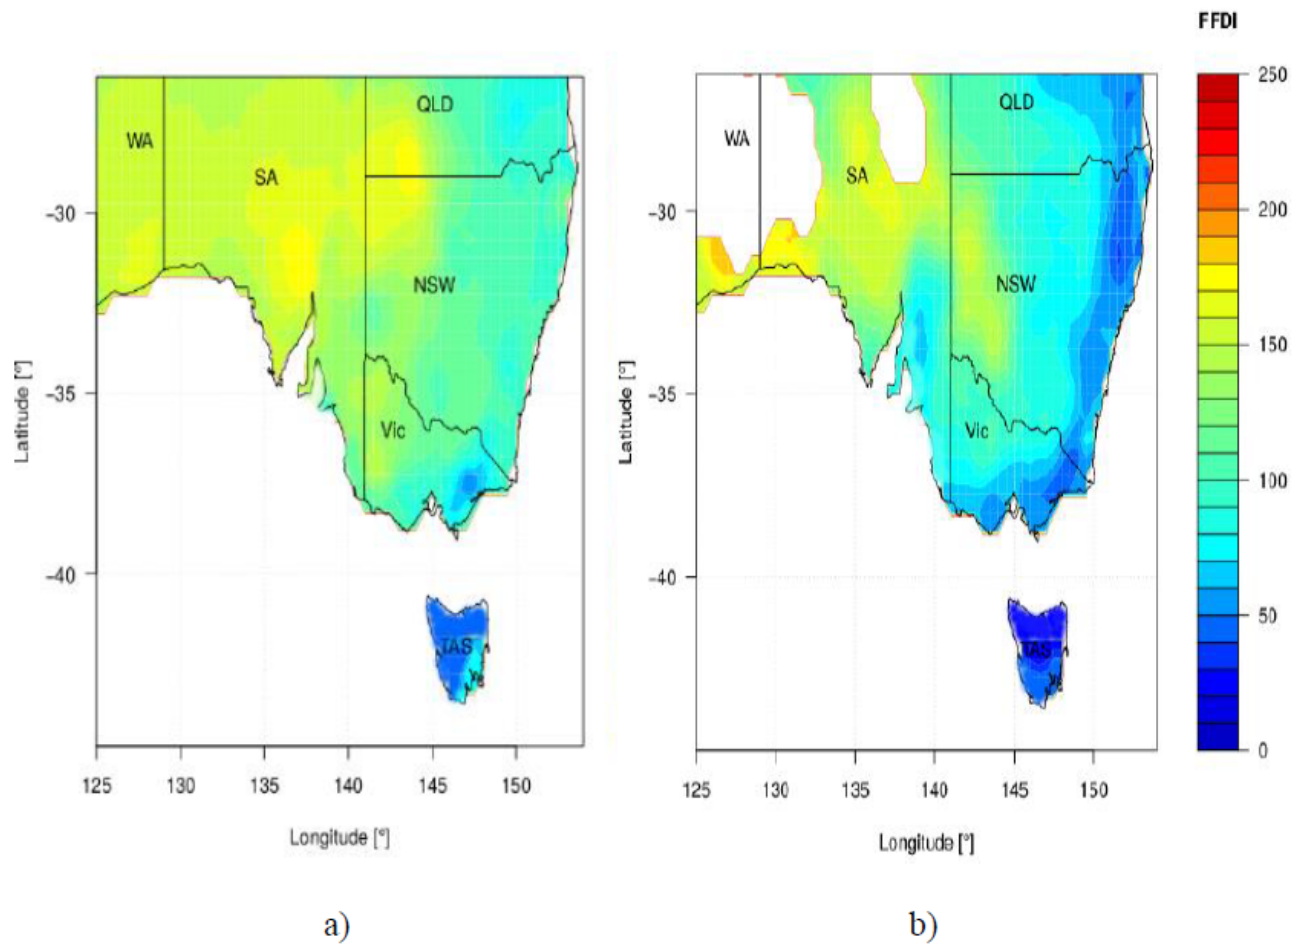 FFDI
QLD
WA
SA
NSW
Vic
TAS
-30
-35
-40
Latitude [°]
125 130 135 140 145 150
Longitude [°]
a)
QLD
WA
SA
NSW
Vic
TAS
-30
-35
-40
Latitude [°]
125 130 135 140 145 150
Longitude [°]
b)
250
200
150
100
50
0